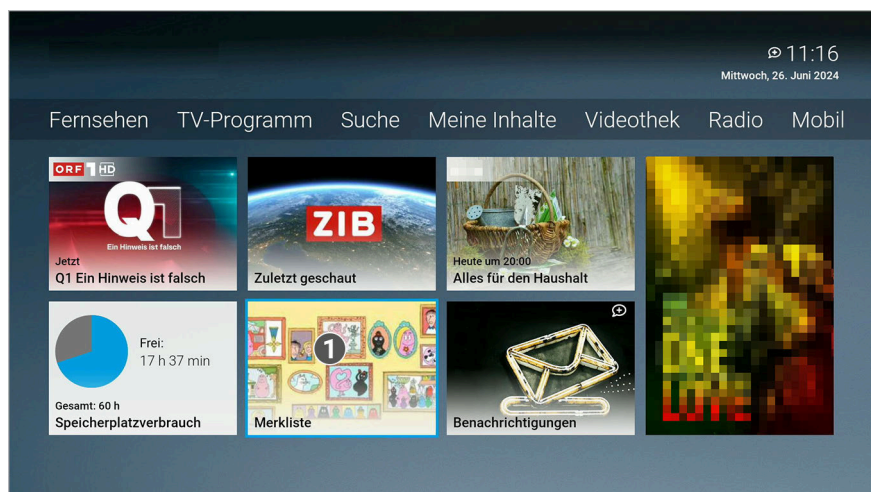 11:16
Mittwoch, 26. Juni 2024
Fernsehen TV-Programm Suche Meine Inhalte Videothek Radio Mobil
ORF 1 HD
Q1
Ein Hinweis ist falsch
Jetzt
Q1 Ein Hinweis ist falsch
ZIB
Zuletzt geschaut
Heute um 20:00
Alles für den Haushalt
Frei:
17 h 37 min
Gesamt: 60 h
Speicherplatzverbrauch
1
Merkliste
Benachrichtigungen